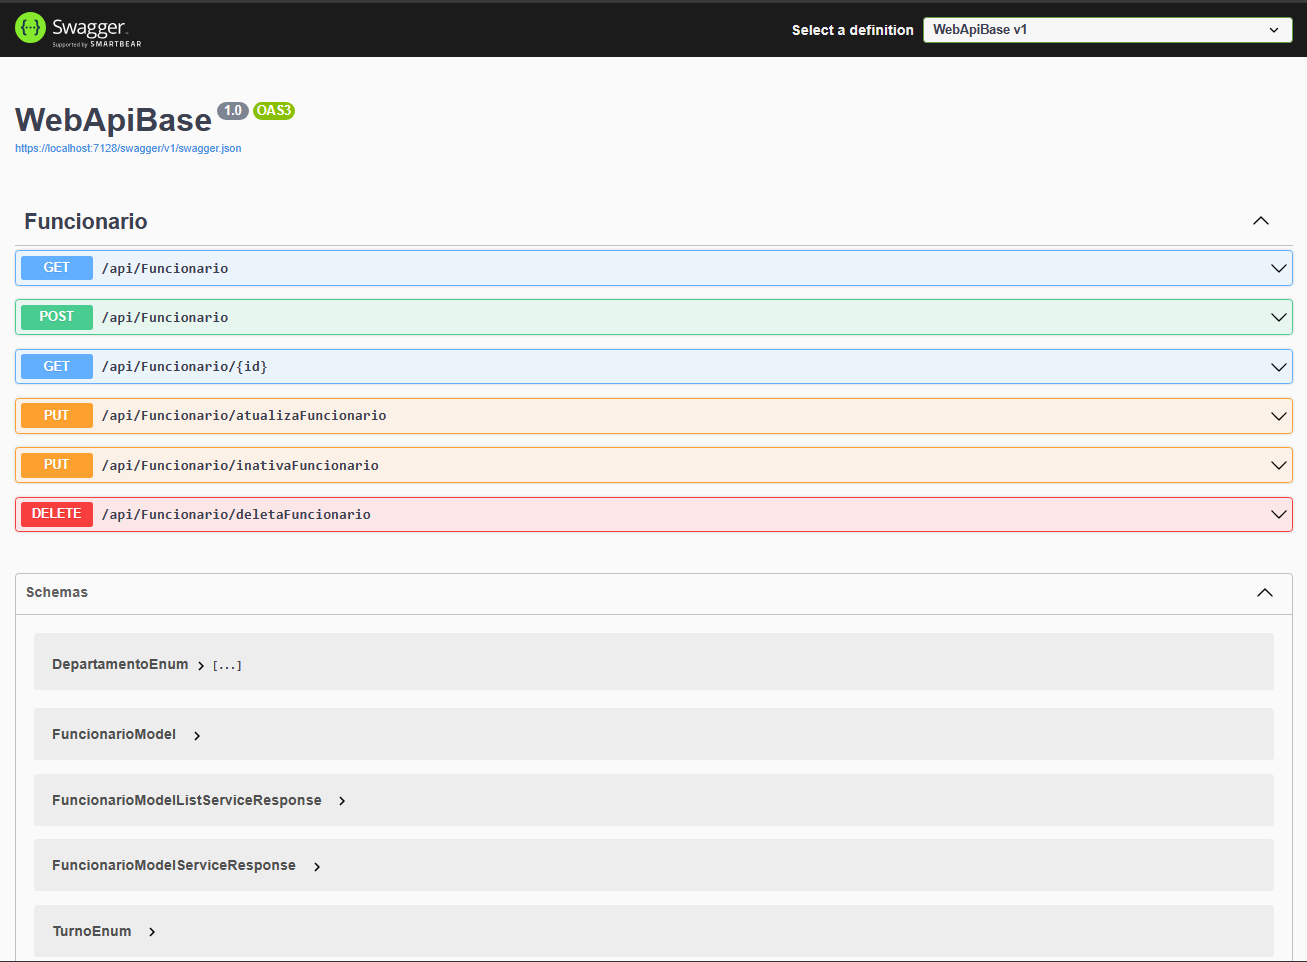 Swagger
Supported by SMARTBEAR
Select a definition
WebApiBase v1
WebApiBase 1.0 OAS3
https://localhost:7128/swagger/v1/swagger.json
Funcionario
GET /api/Funcionario
POST /api/Funcionario
GET /api/Funcionario/{id}
PUT /api/Funcionario/atualizaFuncionario
PUT /api/Funcionario/inativaFuncionario
DELETE /api/Funcionario/deletaFuncionario
Schemas
DepartamentoEnum > [...]
FuncionarioModel >
FuncionarioModelListServiceResponse >
FuncionarioModelServiceResponse >
TurnoEnum >